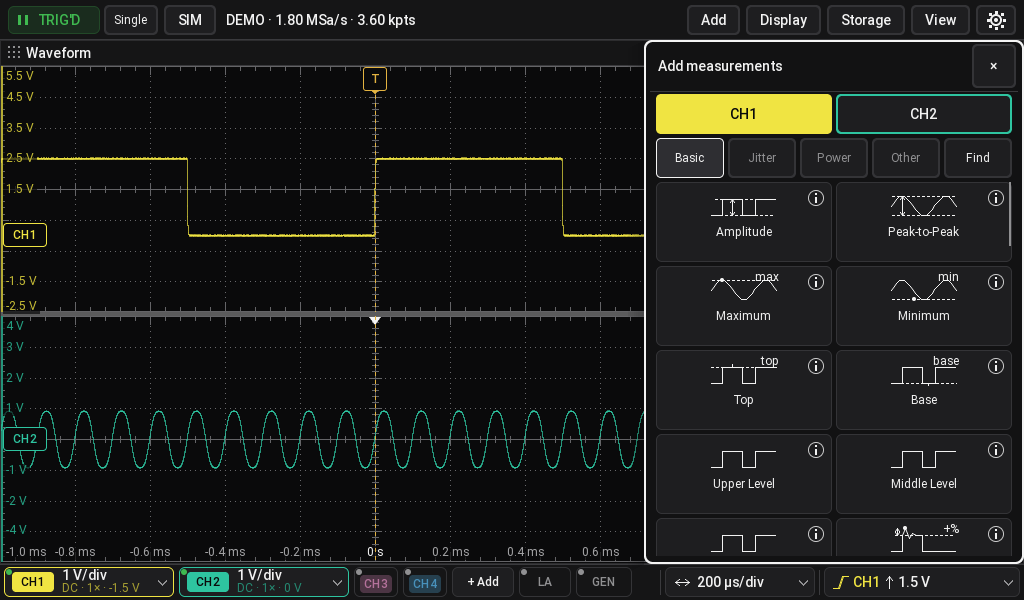 TRIG'D Single SIM DEMO · 1.80 MSa/s · 3.60 kpts Add Display Storage View
Waveform
Add measurements ×
CH1 CH2
Basic Jitter Power Other Find
Amplitude
Peak-to-Peak
max
Maximum
min
Minimum
top
Top
base
Base
Upper Level
Middle Level
+%
T
5.5 V
4.5 V
3.5 V
2.5 V
1.5 V
CH1
-1.5 V
-2.5 V
4 V
3 V
2 V
1 V
CH2
-1 V
-2 V
-4 V
-1.0 ms -0.8 ms -0.6 ms -0.4 ms -0.2 ms 0's 0.2 ms 0.4 ms 0.6 ms
CH1 1 V/div
DC · 1× · -1.5 V
CH2 1 V/div
DC · 1× · 0 V
CH3 CH4 + Add LA GEN 200 µs/div CH1 1.5 V